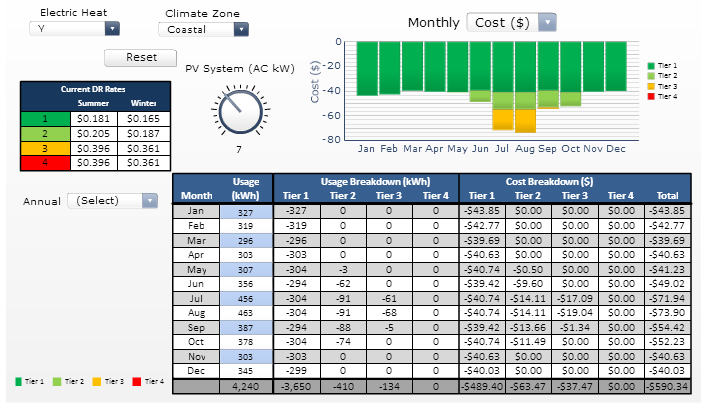 Electric Heat Climate Zone
Y Coastal
Monthly Cost ($)
Reset
PV System (AC kW)
7
Current DR Rates
Summer Winter
1 $0.181 $0.165
2 $0.205 $0.187
3 $0.396 $0.361
4 $0.396 $0.361
Cost ($)
0
-20
-40
-60
-80
Jan Feb Mar Apr May Jun Jul Aug Sep Oct Nov Dec
Tier 1
Tier 2
Tier 3
Tier 4
Annual (Select)
Usage Usage Breakdown (kWh) Cost Breakdown ($)
Month (kWh) Tier 1 Tier 2 Tier 3 Tier 4 Tier 1 Tier 2 Tier 3 Tier 4 Total
Jan 327 -327 0 0 0 -$43.85 $0.00 $0.00 $0.00 -$43.85
Feb 319 -319 0 0 0 -$42.77 $0.00 $0.00 $0.00 -$42.77
Mar 296 -296 0 0 0 -$39.69 $0.00 $0.00 $0.00 -$39.69
Apr 303 -303 0 0 0 -$40.63 $0.00 $0.00 $0.00 -$40.63
May 307 -304 -3 0 0 -$40.74 -$0.50 $0.00 $0.00 -$41.23
Jun 356 -294 -62 0 0 -$39.42 -$9.60 $0.00 $0.00 -$49.02
Jul 456 -304 -91 -61 0 -$40.74 -$14.11 -$17.09 $0.00 -$71.94
Aug 463 -304 -91 -68 0 -$40.74 -$14.11 -$19.04 $0.00 -$73.90
Sep 387 -294 -88 -5 0 -$39.42 -$13.66 -$1.34 $0.00 -$54.42
Oct 378 -304 -74 0 0 -$40.74 -$11.49 $0.00 $0.00 -$52.23
Nov 303 -303 0 0 0 -$40.63 $0.00 $0.00 $0.00 -$40.63
Dec 345 -299 0 0 0 -$40.03 $0.00 $0.00 $0.00 -$40.03
4,240 -3,650 -410 -134 0 -$489.40 -$63.47 -$37.47 $0.00 -$590.34
Tier 1 Tier 2 Tier 3 Tier 4